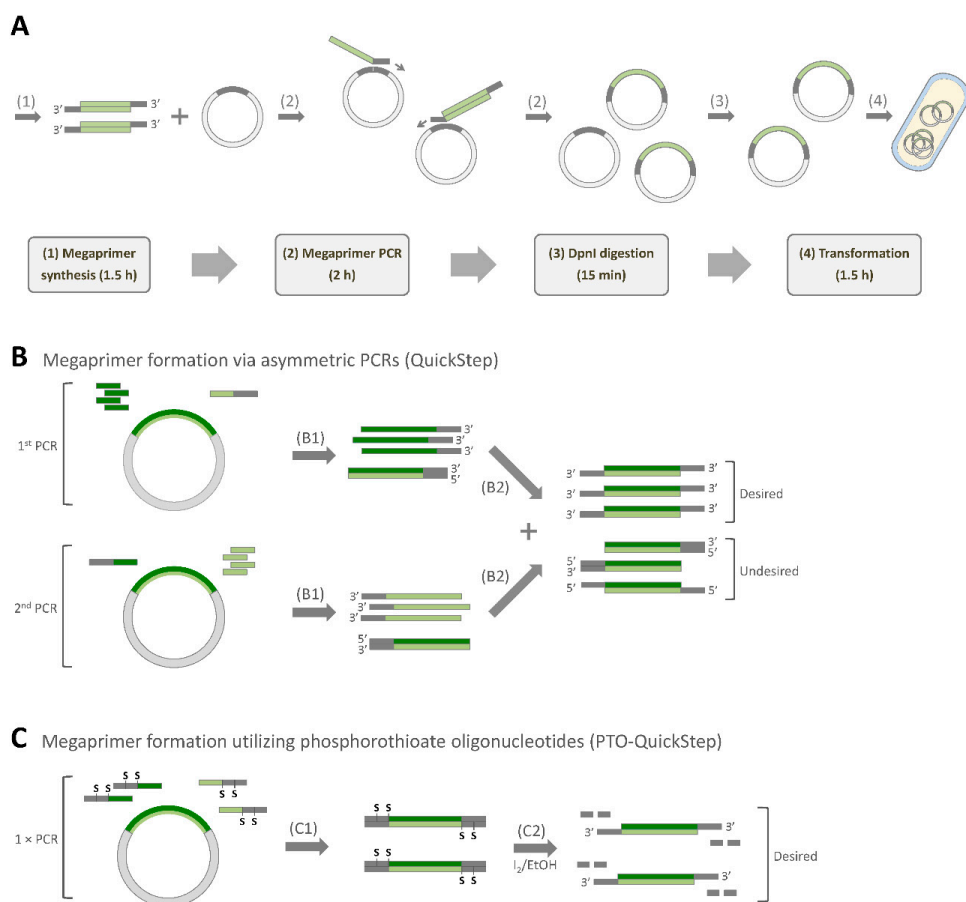 A
(1)
3’
3’
3’
3’
+
(2)
(2)
(3)
(4)
(1) Megaprimer
synthesis (1.5 h)
(2) Megaprimer PCR
(2 h)
(3) DpnI digestion
(15 min)
(4) Transformation
(1.5 h)
B Megaprimer formation via asymmetric PCRs (QuickStep)
1st PCR
(B1)
3’
3’
3’
3’
5’
(B2)
+
3’ 3’
3’ 3’
3’ 3’
Desired
3’
5’
5’
3’
5’ 5’
Undesired
2nd PCR
(B1)
3’
3’
3’
5’
3’
(B2)
C Megaprimer formation utilizing phosphorothioate oligonucleotides (PTO-QuickStep)
1 × PCR
S S
S S
S S
S S
(C1)
S S
S S
S S
S S
(C2)
I2/EtOH
3’ 3’
3’ 3’
Desired